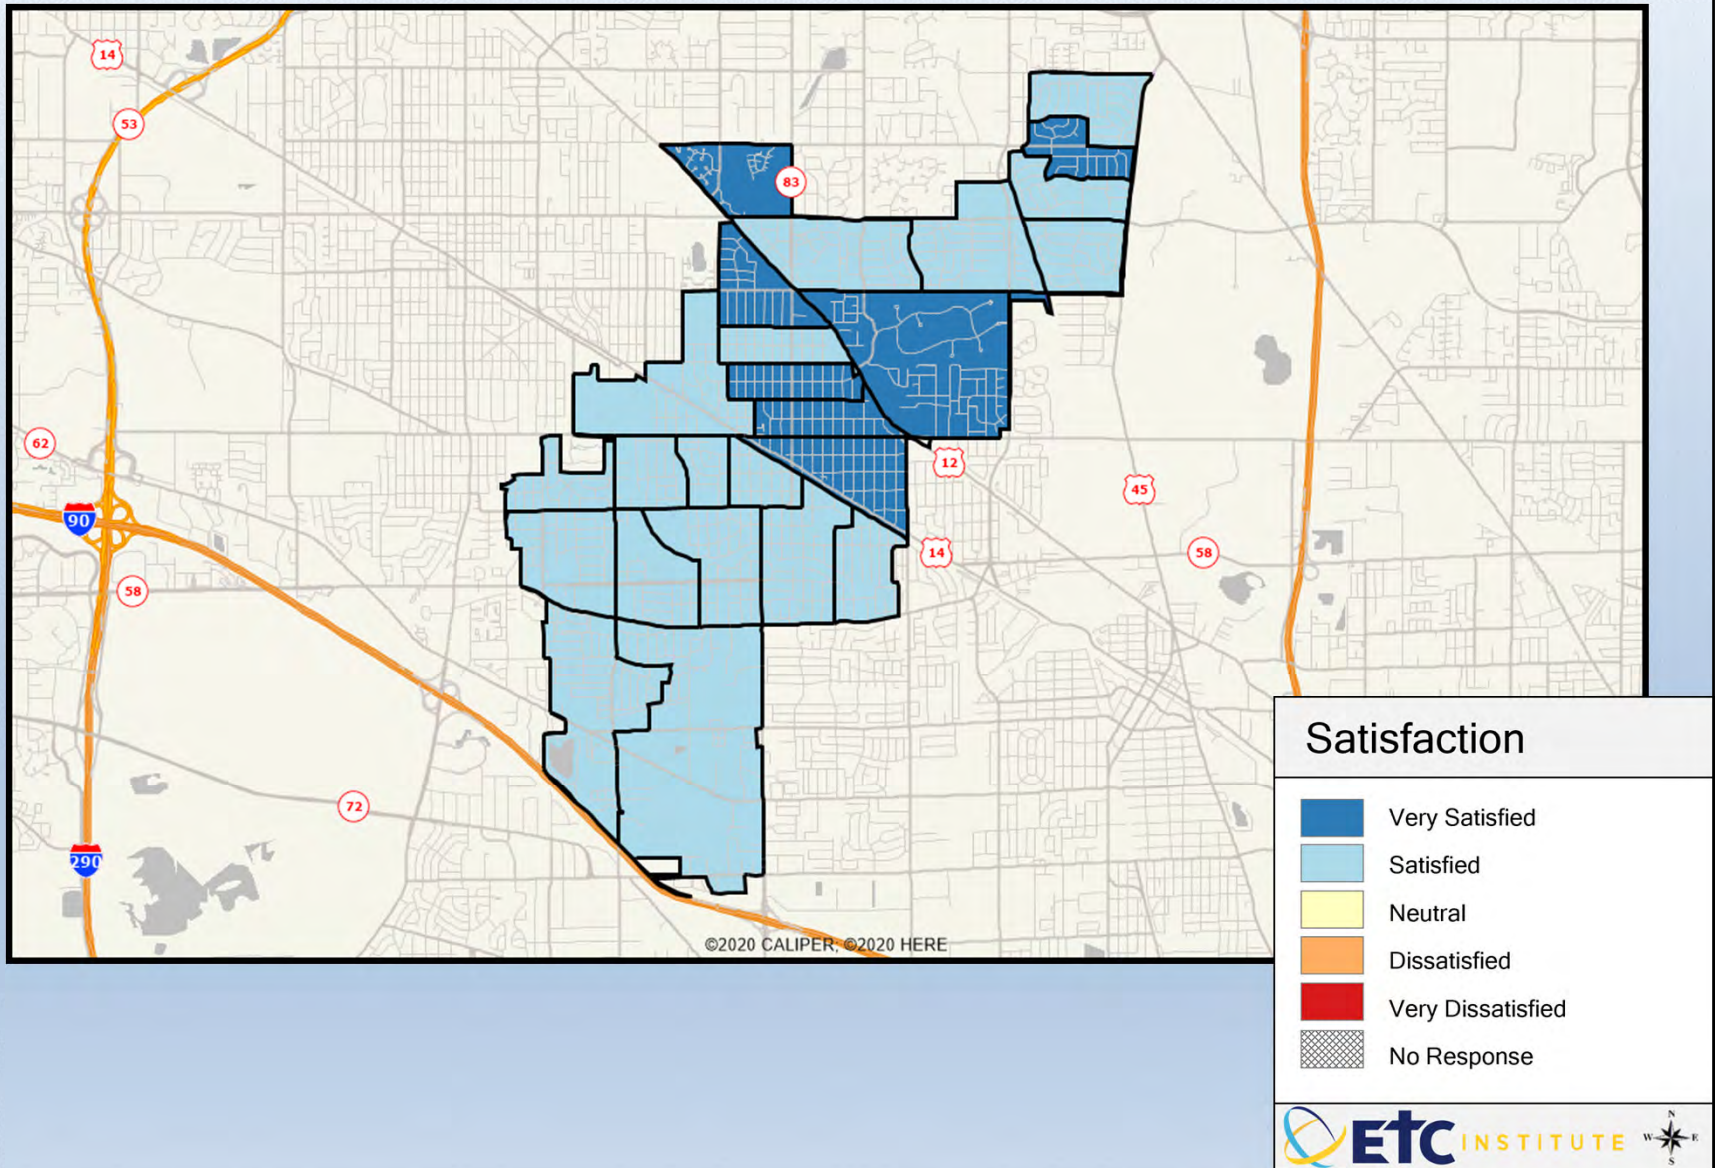 14
53
83
62
12
45
90
14
58
58
72
290
©2020 CALIPER; ©2020 HERE
Satisfaction
Very Satisfied
Satisfied
Neutral
Dissatisfied
Very Dissatisfied
No Response
ETC INSTITUTE
N
W E
S